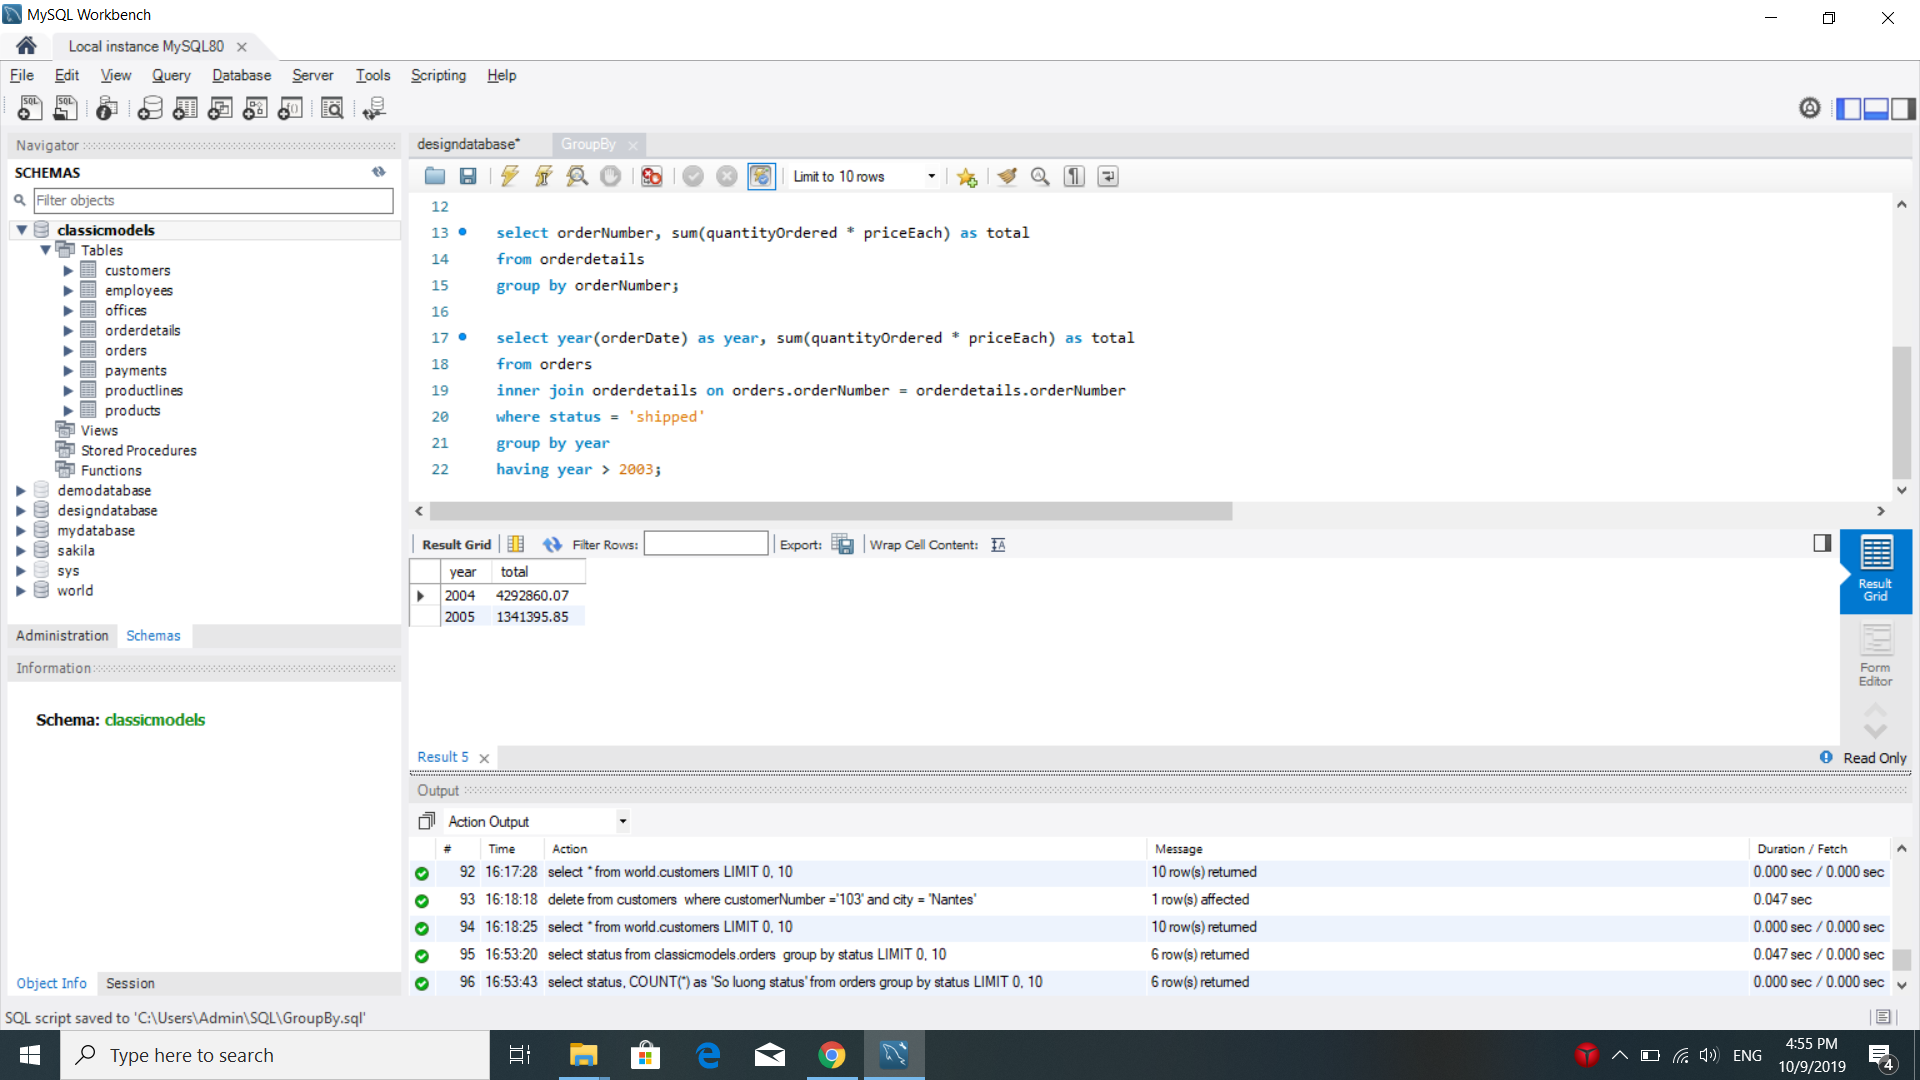 MySQL Workbench
Local instance MySQL80
File Edit View Query Database Server Tools Scripting Help
Navigator
SCHEMAS
Filter objects
classicmodels
Tables
customers
employees
offices
orderdetails
orders
payments
productlines
products
Views
Stored Procedures
Functions
demodatabase
designdatabase
mydatabase
sakila
sys
world
Administration Schemas
Information
Schema: classicmodels
Object Info Session
designdatabase* GroupBy
Limit to 10 rows
12
13 select orderNumber, sum(quantityOrdered * priceEach) as total
14 from orderdetails
15 group by orderNumber;
16
17 select year(orderDate) as year, sum(quantityOrdered * priceEach) as total
18 from orders
19 inner join orderdetails on orders.orderNumber = orderdetails.orderNumber
20 where status = 'shipped'
21 group by year
22 having year > 2003;
Result Grid Filter Rows: Export: Wrap Cell Content:
year total
2004 4292860.07
2005 1341395.85
Result Grid
Form Editor
Result 5
Read Only
Output
Action Output
# Time Action Message Duration / Fetch
92 16:17:28 select * from world.customers LIMIT 0, 10 10 row(s) returned 0.000 sec / 0.000 sec
93 16:18:18 delete from customers where customerNumber ='103' and city = 'Nantes' 1 row(s) affected 0.047 sec
94 16:18:25 select * from world.customers LIMIT 0, 10 10 row(s) returned 0.000 sec / 0.000 sec
95 16:53:20 select status from classicmodels.orders group by status LIMIT 0, 10 6 row(s) returned 0.047 sec / 0.000 sec
96 16:53:43 select status, COUNT(*) as 'So luong status' from orders group by status LIMIT 0, 10 6 row(s) returned 0.000 sec / 0.000 sec
SQL script saved to 'C:\Users\Admin\SQL\GroupBy.sql'
Type here to search
ENG
4:55 PM
10/9/2019
4